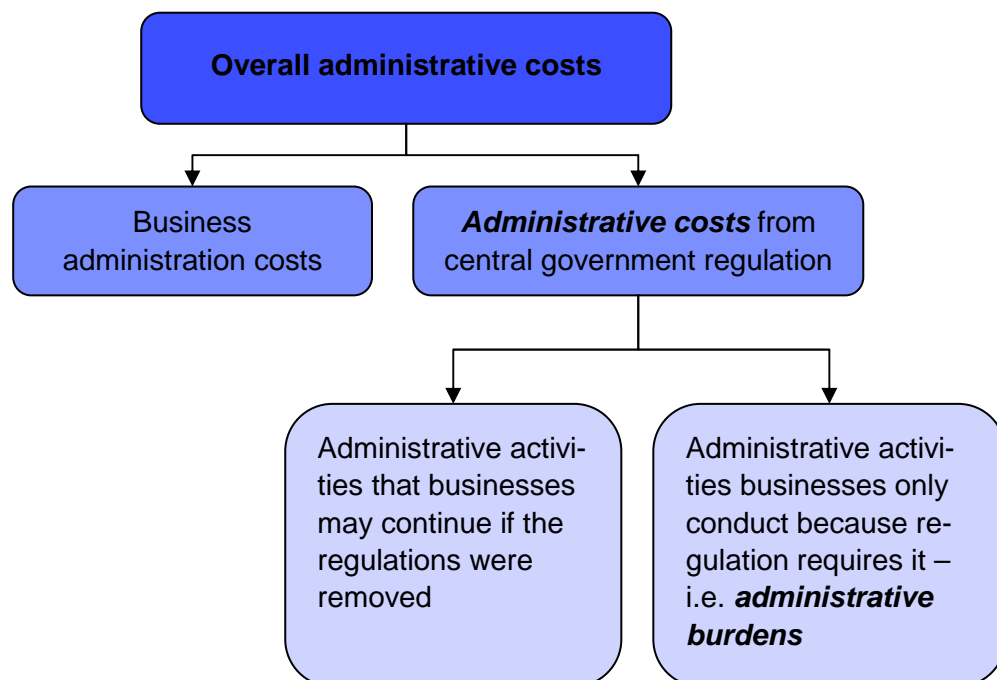 Overall administrative costs
Business
administration costs
Administrative costs from
central government regulation
Administrative activi-
ties that businesses
may continue if the
regulations were
removed
Administrative activi-
ties businesses only
conduct because re-
gulation requires it –
i.e. administrative
burdens